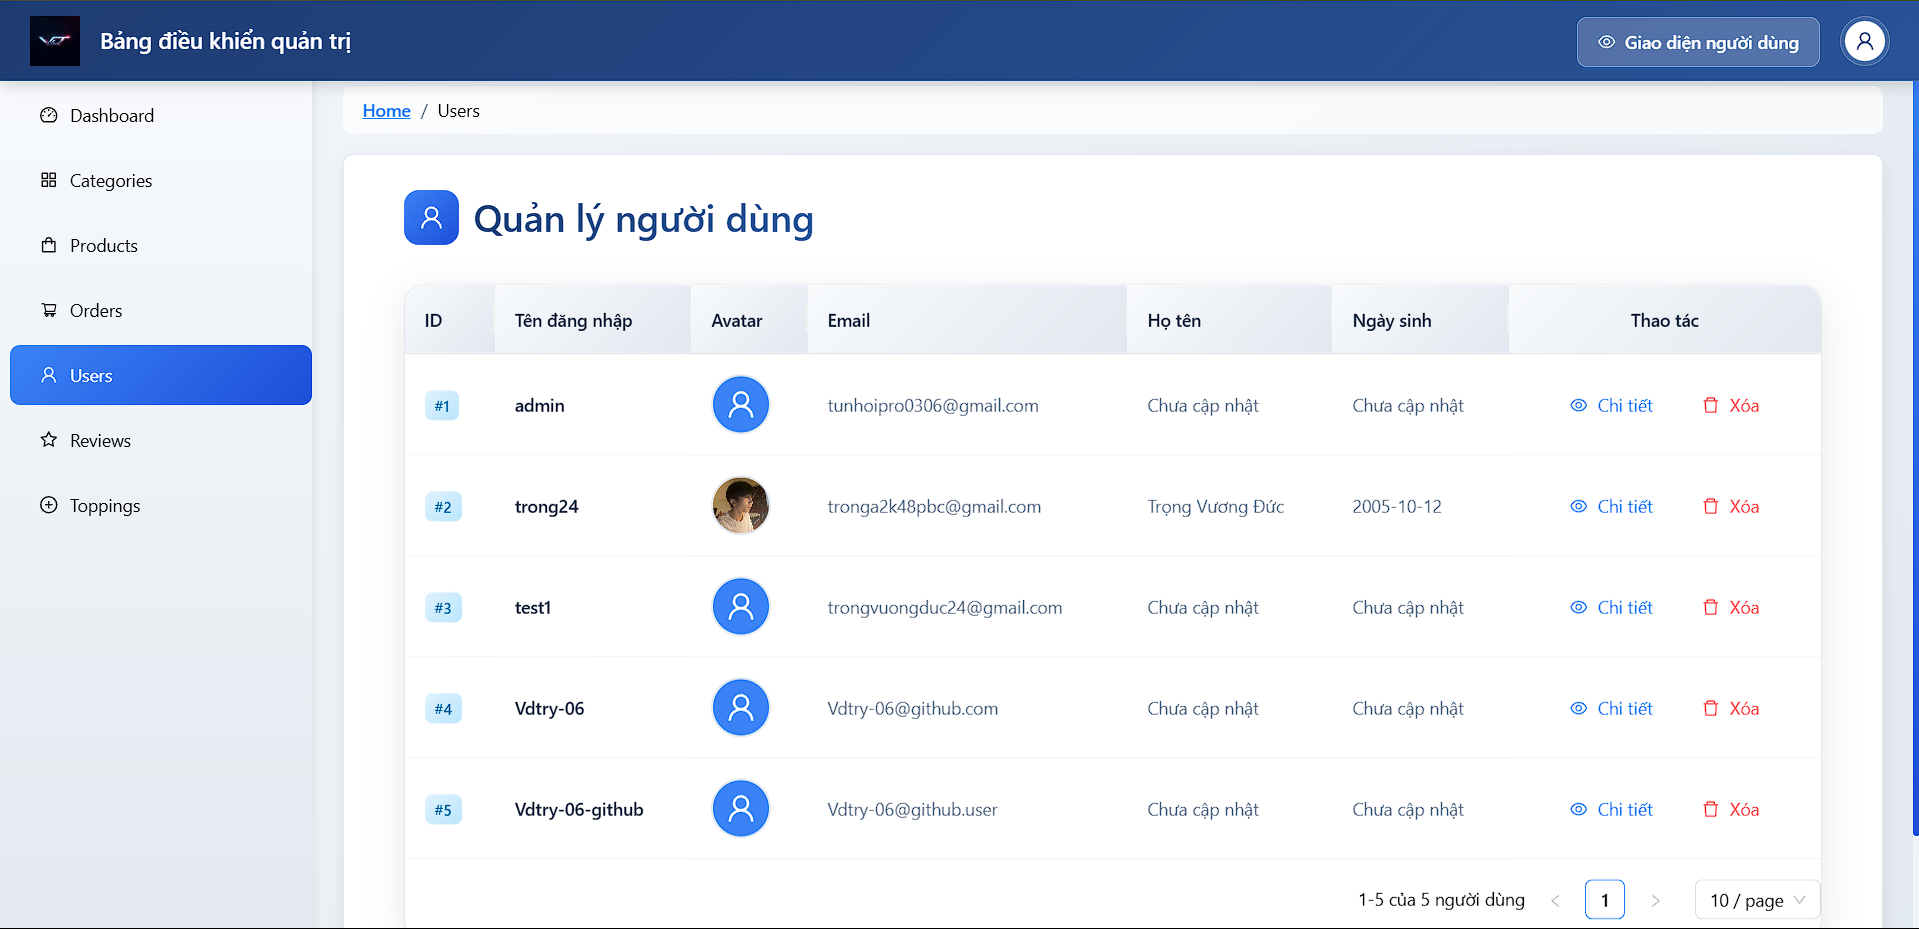 VDT Bảng điều khiển quản trị Giao diện người dùng
Dashboard
Categories
Products
Orders
Users
Reviews
Toppings
Home / Users
Quản lý người dùng
ID Tên đăng nhập Avatar Email Họ tên Ngày sinh Thao tác
#1 admin tunhoipro0306@gmail.com Chưa cập nhật Chưa cập nhật Chi tiết Xóa
#2 trong24 tronga2k48pbc@gmail.com Trọng Vương Đức 2005-10-12 Chi tiết Xóa
#3 test1 trongvuongduc24@gmail.com Chưa cập nhật Chưa cập nhật Chi tiết Xóa
#4 Vdtry-06 Vdtry-06@github.com Chưa cập nhật Chưa cập nhật Chi tiết Xóa
#5 Vdtry-06-github Vdtry-06@github.user Chưa cập nhật Chưa cập nhật Chi tiết Xóa
1-5 của 5 người dùng < 1 > 10 / page